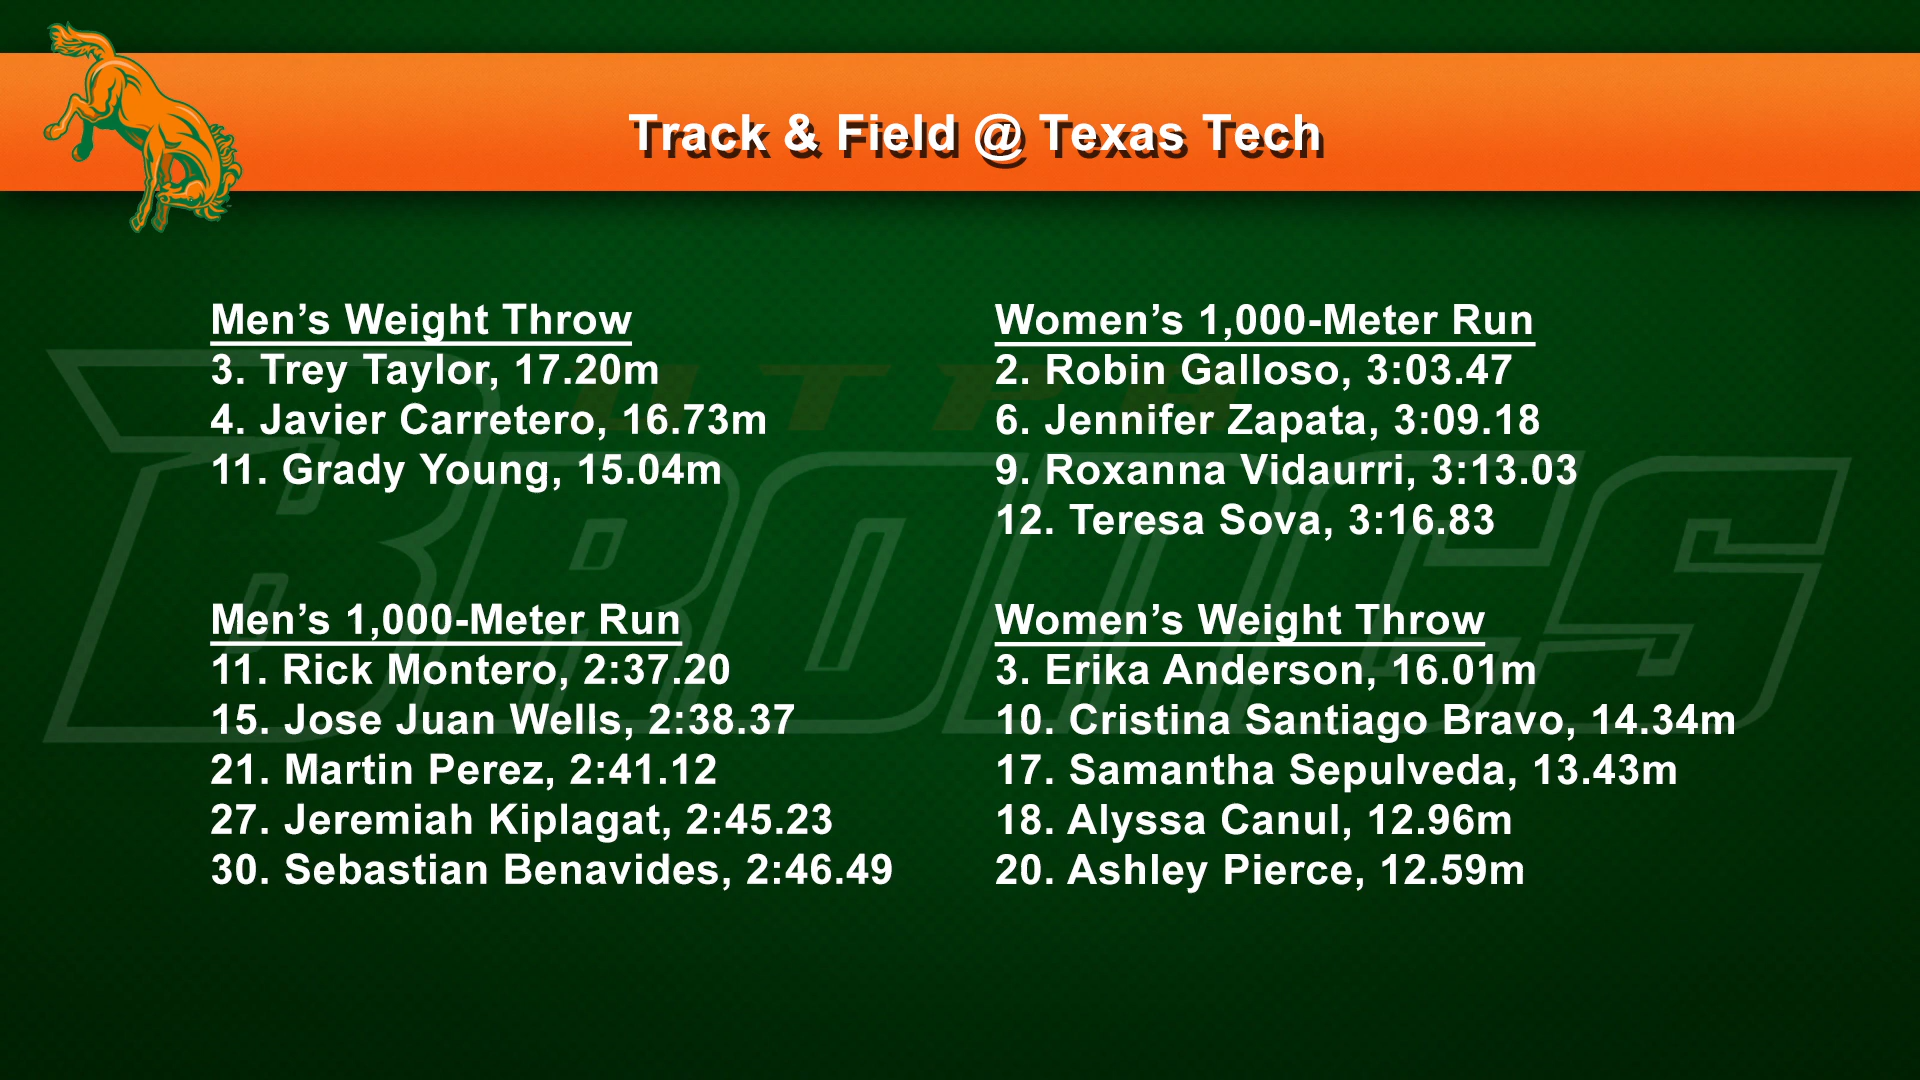 Track & Field @ Texas Tech
Men’s Weight Throw
3. Trey Taylor, 17.20m
4. Javier Carretero, 16.73m
11. Grady Young, 15.04m
Men’s 1,000-Meter Run
11. Rick Montero, 2:37.20
15. Jose Juan Wells, 2:38.37
21. Martin Perez, 2:41.12
27. Jeremiah Kiplagat, 2:45.23
30. Sebastian Benavides, 2:46.49
Women’s 1,000-Meter Run
2. Robin Galloso, 3:03.47
6. Jennifer Zapata, 3:09.18
9. Roxanna Vidaurri, 3:13.03
12. Teresa Sova, 3:16.83
Women’s Weight Throw
3. Erika Anderson, 16.01m
10. Cristina Santiago Bravo, 14.34m
17. Samantha Sepulveda, 13.43m
18. Alyssa Canul, 12.96m
20. Ashley Pierce, 12.59m
UTPB
BRONCS